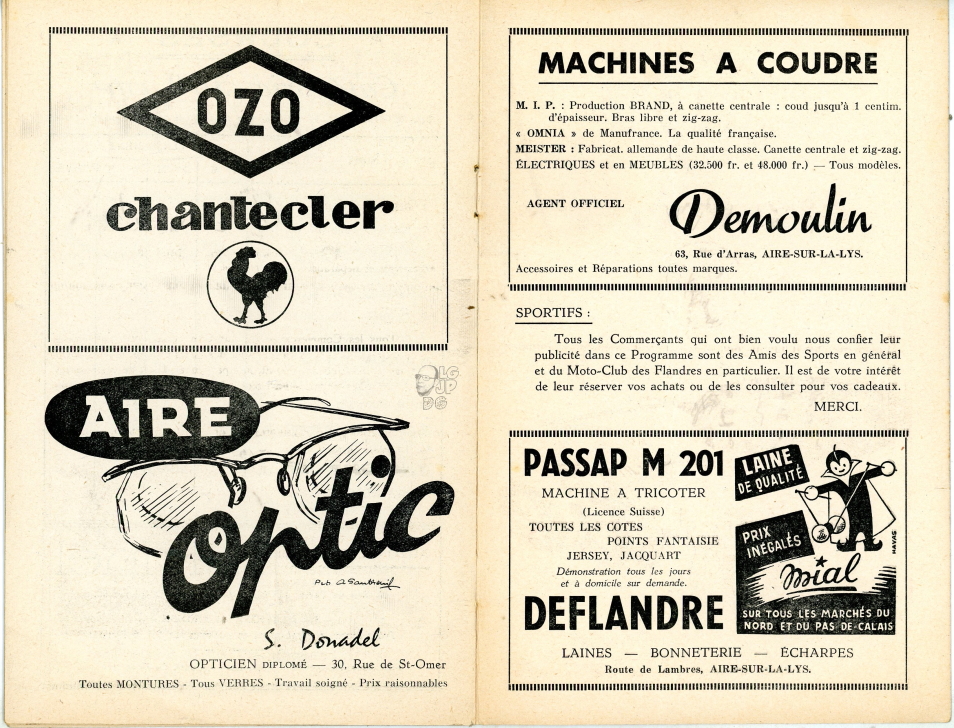 OZO
chantecler
LG
JP
DS
AIRE
Optic
S. Donadel
OPTICIEN DIPLOMÉ — 30, Rue de St-Omer
Toutes MONTURES - Tous VERRES - Travail soigné - Prix raisonnables
MACHINES A COUDRE
M. I. P. : Production BRAND, à canette centrale : coud jusqu'à 1 centim.
d'épaisseur. Bras libre et zig-zag.
« OMNIA » de Manufrance. La qualité française.
MEISTER : Fabricat. allemande de haute classe. Canette centrale et zig-zag.
ÉLECTRIQUES et en MEUBLES (32.500 fr. et 48.000 fr.) — Tous modèles.
AGENT OFFICIEL
Demoulin
63, Rue d'Arras, AIRE-SUR-LA-LYS.
Accessoires et Réparations toutes marques.
SPORTIFS :
Tous les Commerçants qui ont bien voulu nous confier leur
publicité dans ce Programme sont des Amis des Sports en général
et du Moto-Club des Flandres en particulier. Il est de votre intérêt
de leur réserver vos achats ou de les consulter pour vos cadeaux.
MERCI.
PASSAP M 201
MACHINE A TRICOTER
(Licence Suisse)
TOUTES LES COTES
POINTS FANTAISIE
JERSEY, JACQUART
Démonstration tous les jours
et à domicile sur demande.
DEFLANDRE
LAINE
DE QUALITÉ
PRIX
INÉGALÉS
HAVAS
Mial
SUR TOUS LES MARCHÉS DU
NORD ET DU PAS-DE-CALAIS
LAINES — BONNETERIE — ÉCHARPES
Route de Lambres, AIRE-SUR-LA-LYS.